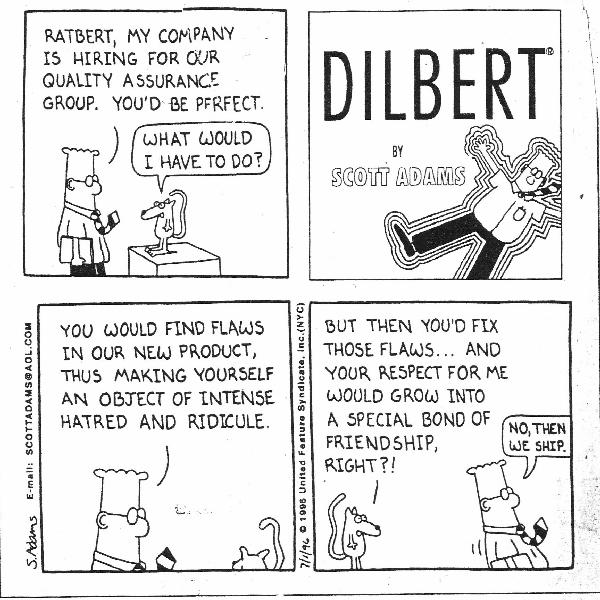 RATBERT, MY COMPANY
IS HIRING FOR OUR
QUALITY ASSURANCE
GROUP. YOU'D BE PERFECT.
WHAT WOULD
I HAVE TO DO?
DILBERT®
BY
SCOTT ADAMS
YOU WOULD FIND FLAWS
IN OUR NEW PRODUCT,
THUS MAKING YOURSELF
AN OBJECT OF INTENSE
HATRED AND RIDICULE.
BUT THEN YOU'D FIX
THOSE FLAWS... AND
YOUR RESPECT FOR ME
WOULD GROW INTO
A SPECIAL BOND OF
FRIENDSHIP,
RIGHT?!
NO, THEN
WE SHIP.
S.Adams E-mail: SCOTTADAMS@AOL.COM
7/1/96 © 1996 United Feature Syndicate, Inc.(NYC)